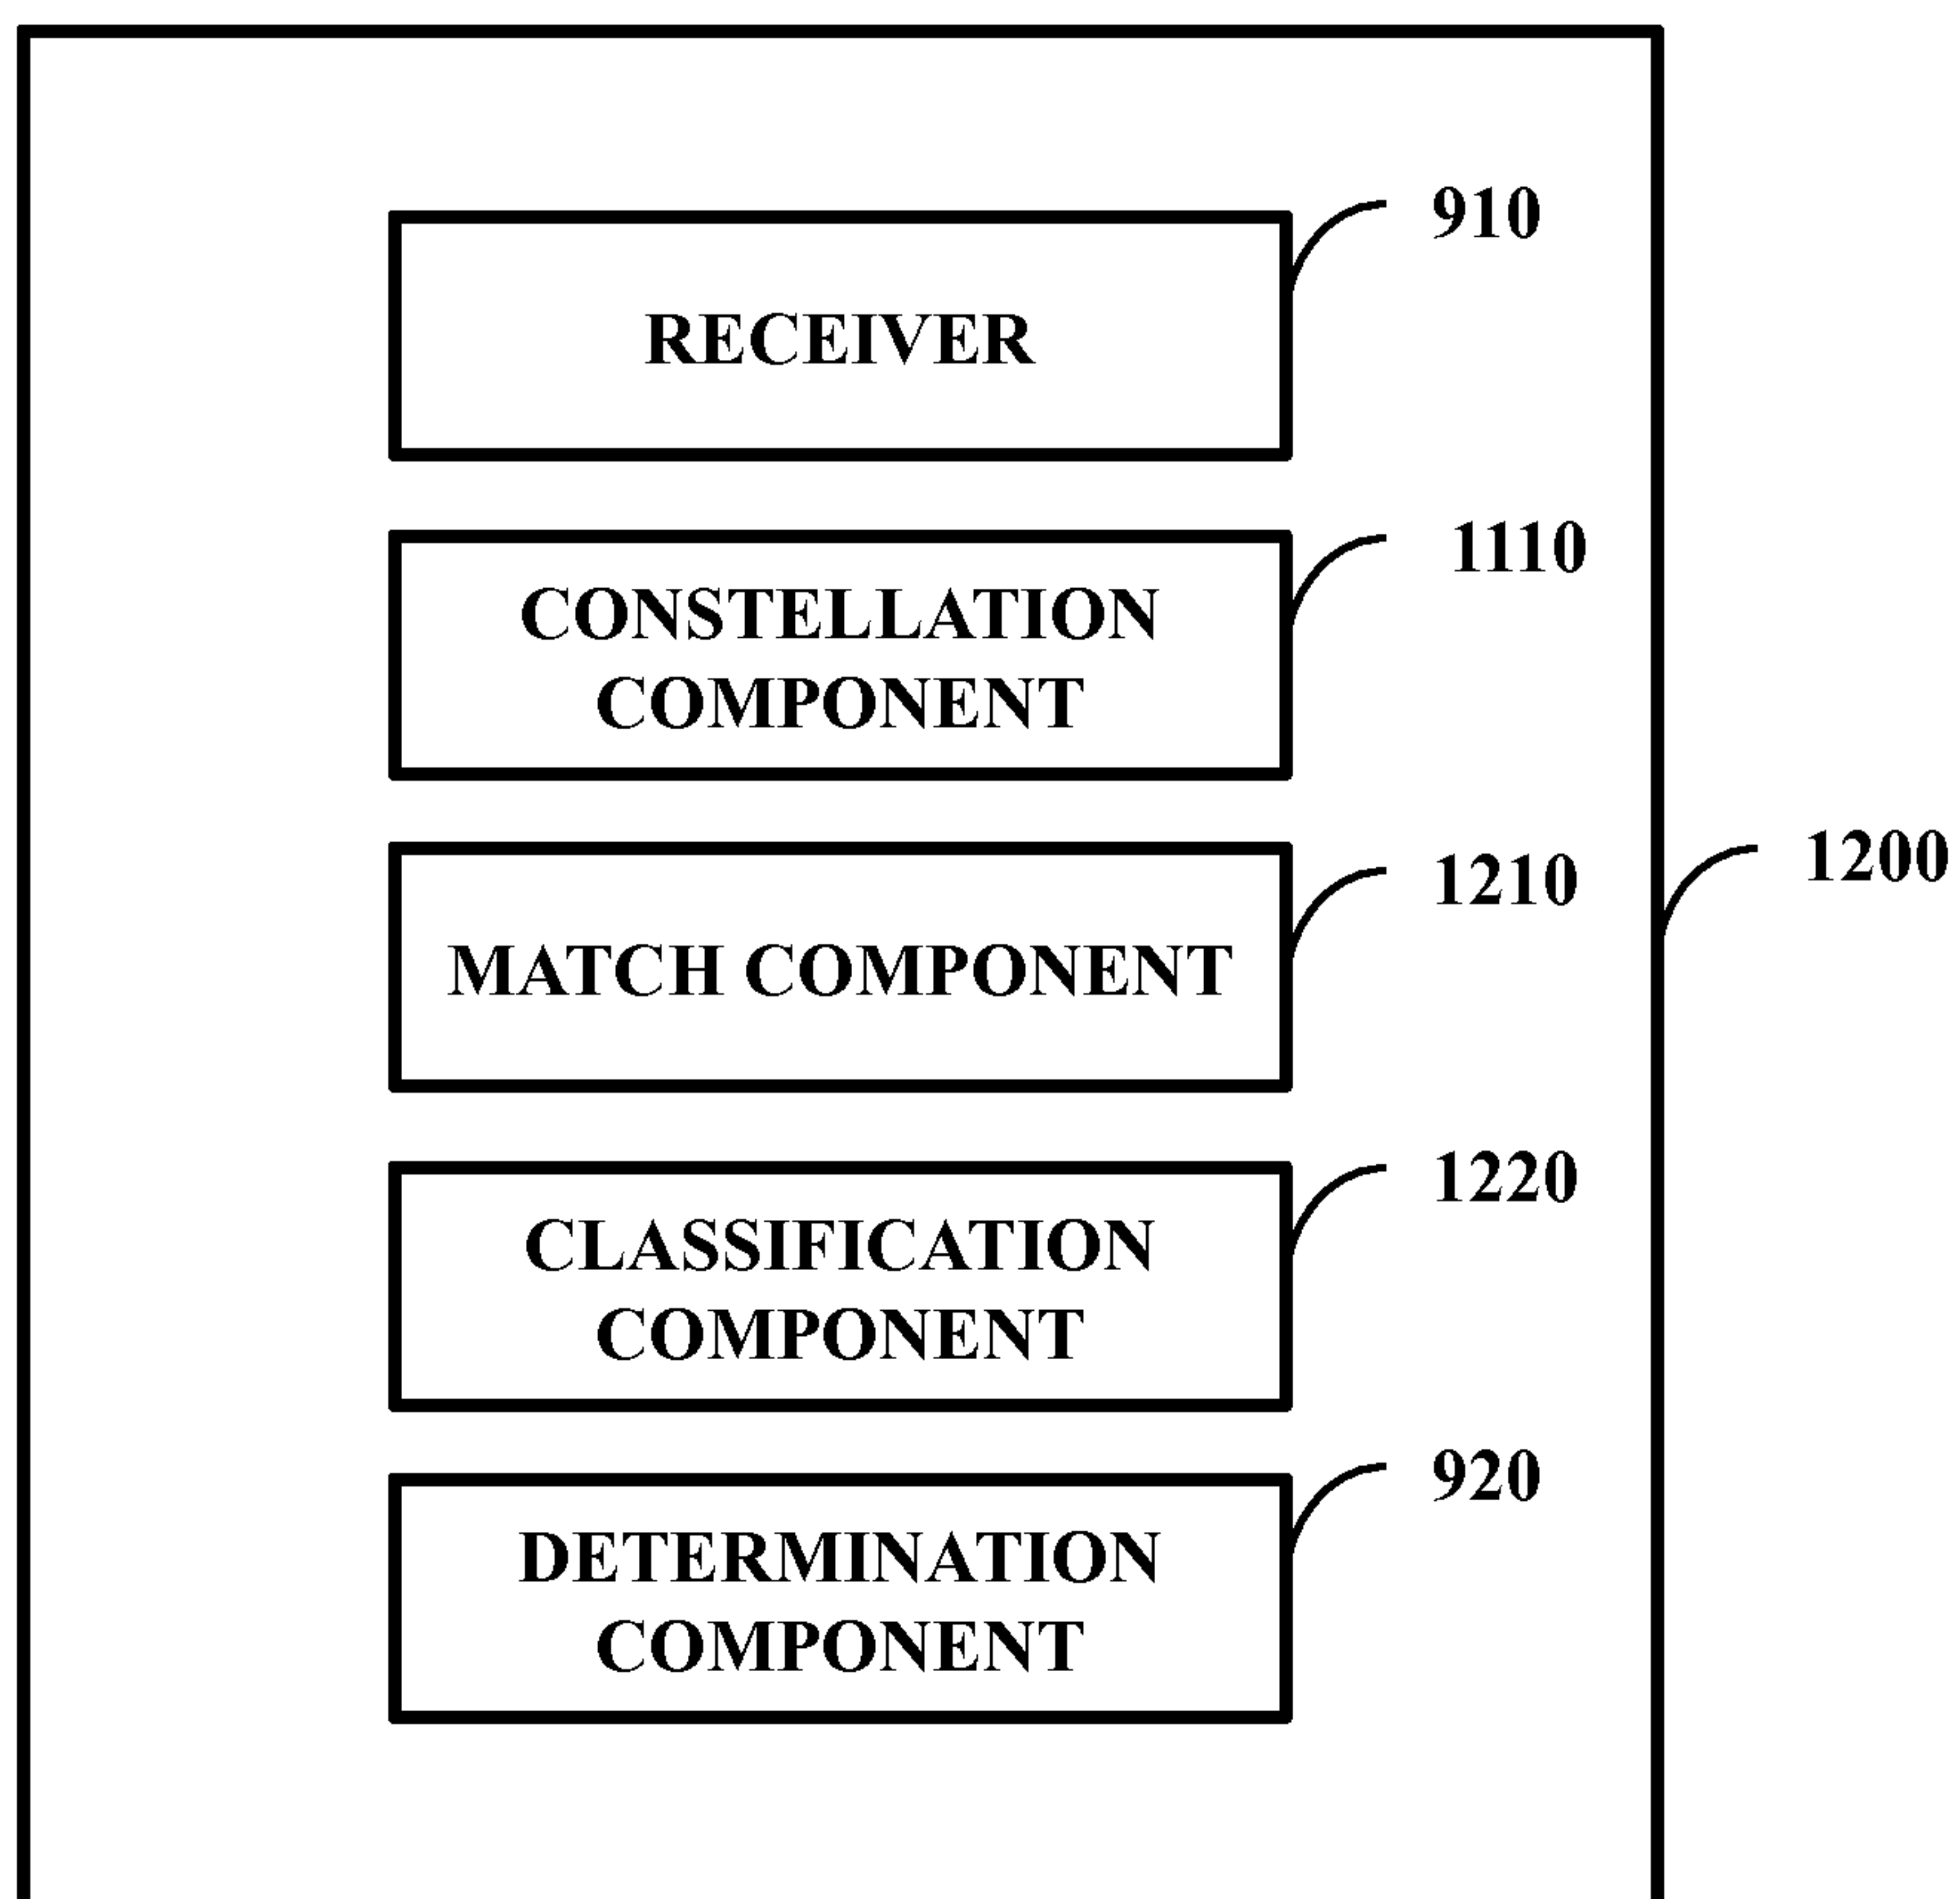 910
RECEIVER
1110
CONSTELLATION
COMPONENT
1200
1210
MATCH COMPONENT
1220
CLASSIFICATION
COMPONENT
920
DETERMINATION
COMPONENT